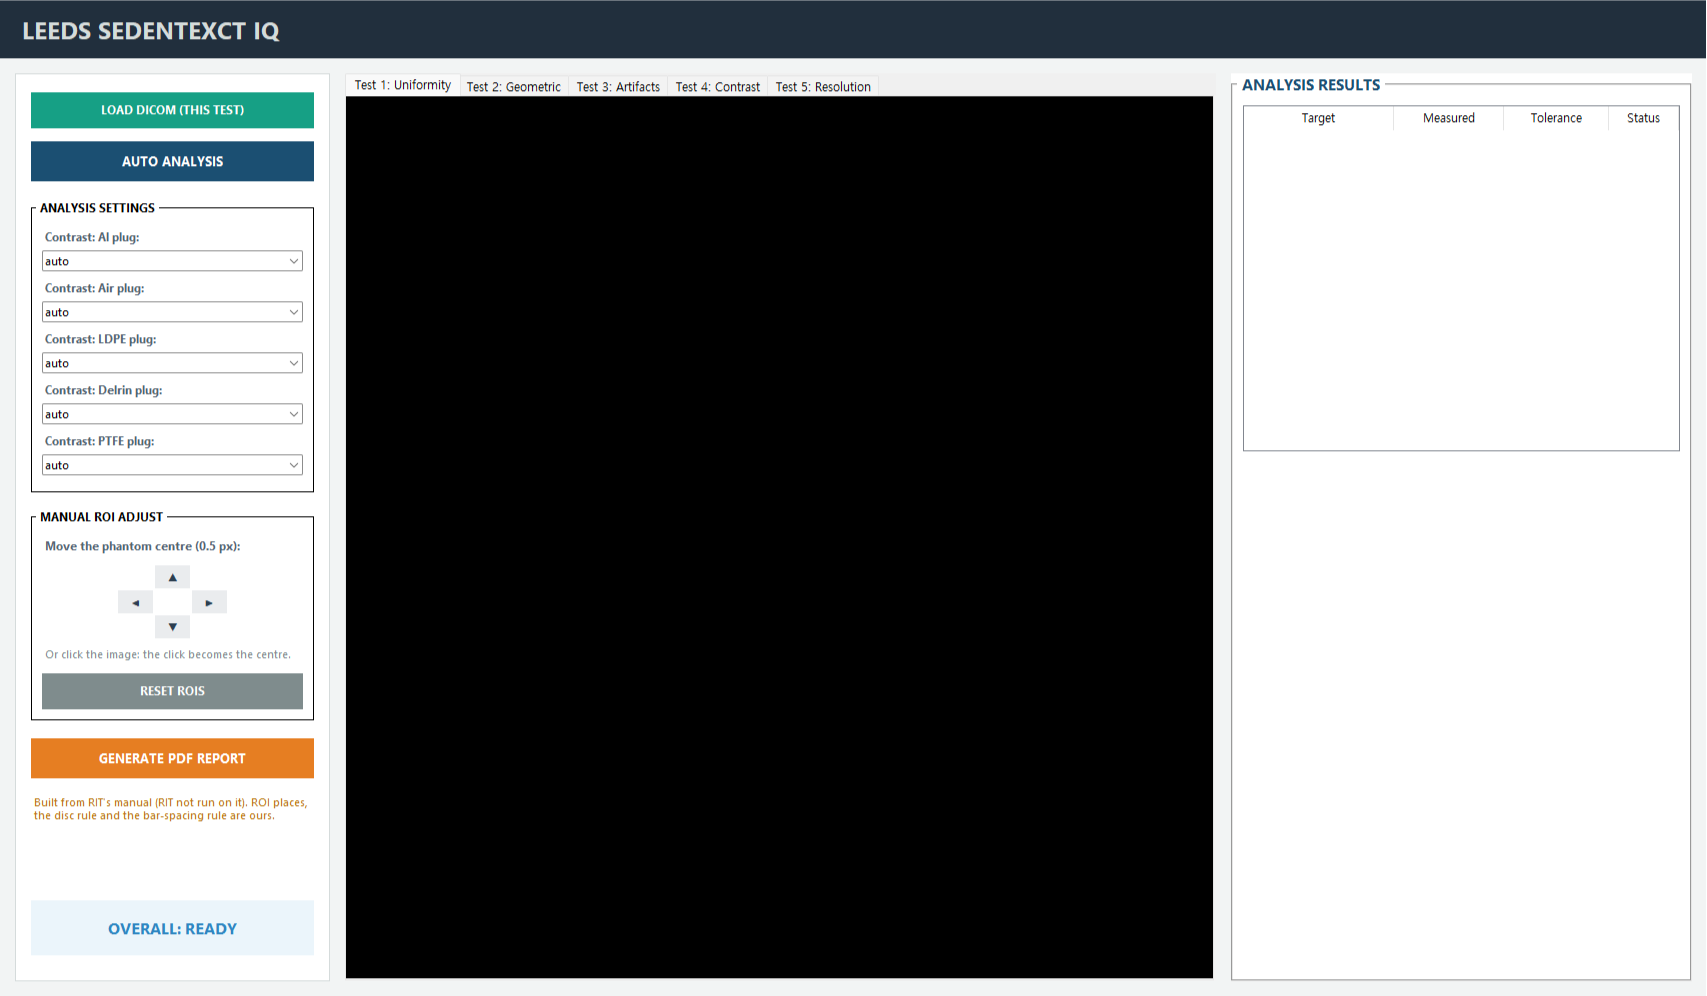 LEEDS SEDENTEXCT IQ
LOAD DICOM (THIS TEST)
AUTO ANALYSIS
ANALYSIS SETTINGS
Contrast: Al plug:
auto
Contrast: Air plug:
auto
Contrast: LDPE plug:
auto
Contrast: Delrin plug:
auto
Contrast: PTFE plug:
auto
MANUAL ROI ADJUST
Move the phantom centre (0.5 px):
▲
◄ ►
▼
Or click the image: the click becomes the centre.
RESET ROIS
GENERATE PDF REPORT
Built from RIT's manual (RIT not run on it). ROI places,
the disc rule and the bar-spacing rule are ours.
OVERALL: READY
Test 1: Uniformity Test 2: Geometric Test 3: Artifacts Test 4: Contrast Test 5: Resolution
ANALYSIS RESULTS
Target Measured Tolerance Status